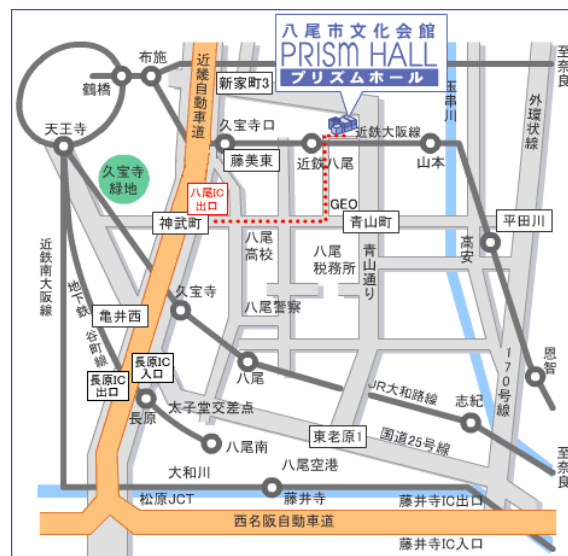 八尾市文化会館
PRISM HALL
プリズムホール
布施
鶴橋
近畿自動車道
新家町3
至奈良
玉串川
外環状線
天王寺
久宝寺口
近鉄大阪線
藤美東
近鉄八尾
山本
久宝寺緑地
八尾IC
出口
GEO
神武町
青山町
平田川
八尾高校
八尾税務所
青山通り
高安
近鉄南大阪線
地下鉄 谷町線
久宝寺
亀井西
八尾警察
長原IC
入口
長原IC
出口
八尾
JR大和路線
170号線
恩智
長原
太子堂交差点
志紀
東老原1
国道25号線
八尾南
至奈良
大和川
八尾空港
松原JCT
藤井寺
藤井寺IC出口
西名阪自動車道
藤井寺IC入口